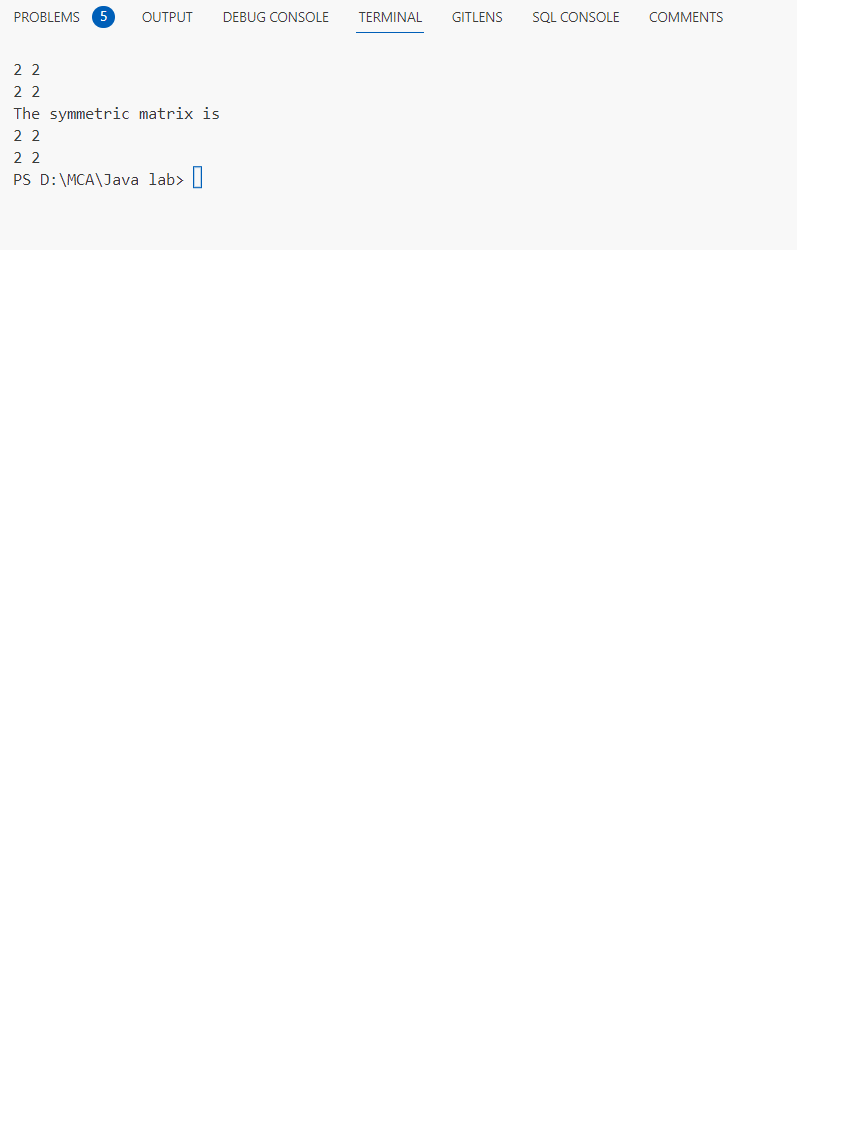 PROBLEMS 5 OUTPUT DEBUG CONSOLE TERMINAL GITLENS SQL CONSOLE COMMENTS
2 2
2 2
The symmetric matrix is
2 2
2 2
PS D:\MCA\Java lab>